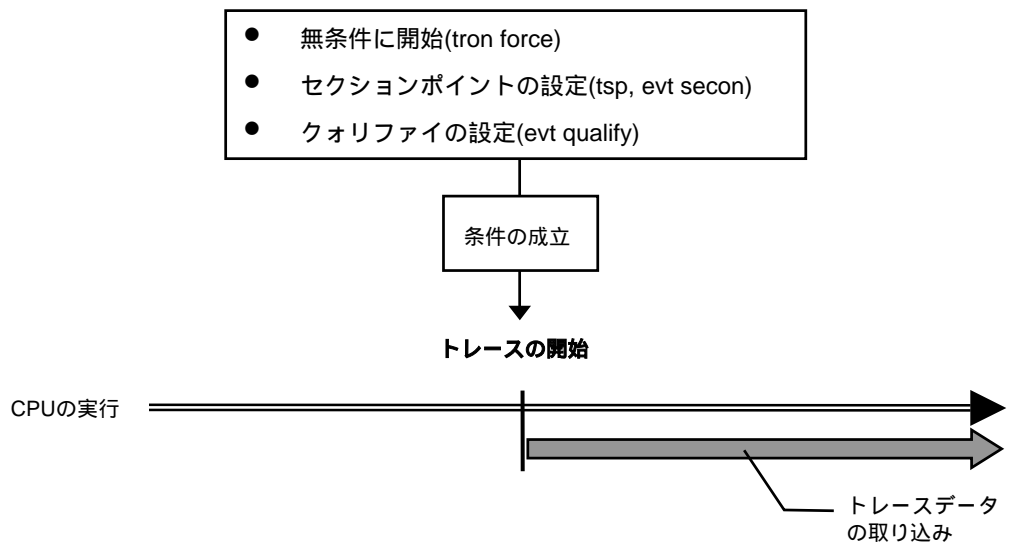 ● 無条件に開始(tron force)
● セクションポイントの設定(tsp, evt secon)
● クォリファイの設定(evt qualify)
条件の成立
トレースの開始
CPUの実行
トレースデータ
の取り込み